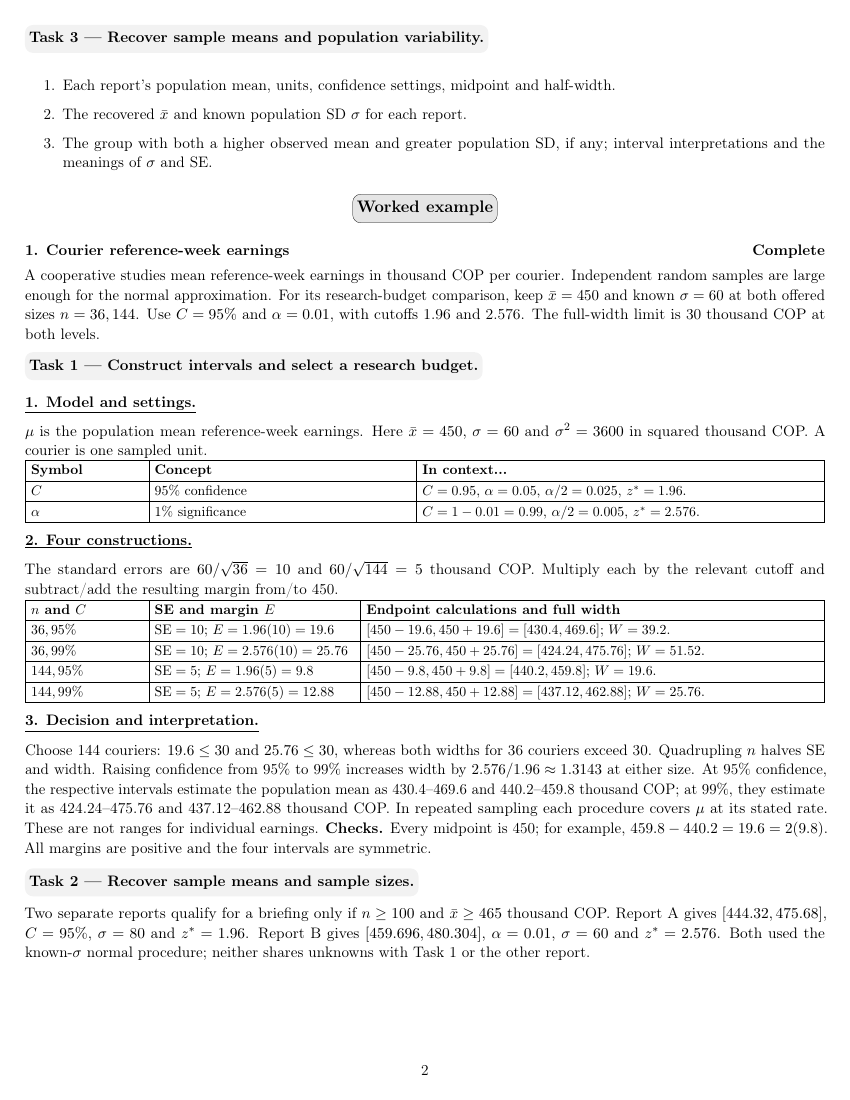 Task 3 — Recover sample means and population variability.
1. Each report's population mean, units, confidence settings, midpoint and half-width.
2. The recovered x̄ and known population SD σ for each report.
3. The group with both a higher observed mean and greater population SD, if any; interval interpretations and the
meanings of σ and SE.
Worked example
1. Courier reference-week earnings Complete
A cooperative studies mean reference-week earnings in thousand COP per courier. Independent random samples are large
enough for the normal approximation. For its research-budget comparison, keep x̄ = 450 and known σ = 60 at both offered
sizes n = 36, 144. Use C = 95% and α = 0.01, with cutoffs 1.96 and 2.576. The full-width limit is 30 thousand COP at
both levels.
Task 1 — Construct intervals and select a research budget.
1. Model and settings.
μ is the population mean reference-week earnings. Here x̄ = 450, σ = 60 and σ² = 3600 in squared thousand COP. A
courier is one sampled unit.
Symbol Concept In context...
C 95% confidence C = 0.95, α = 0.05, α/2 = 0.025, z* = 1.96.
α 1% significance C = 1 − 0.01 = 0.99, α/2 = 0.005, z* = 2.576.
2. Four constructions.
The standard errors are 60/√36 = 10 and 60/√144 = 5 thousand COP. Multiply each by the relevant cutoff and
subtract/add the resulting margin from/to 450.
n and C SE and margin E Endpoint calculations and full width
36, 95% SE = 10; E = 1.96(10) = 19.6 [450 − 19.6, 450 + 19.6] = [430.4, 469.6]; W = 39.2.
36, 99% SE = 10; E = 2.576(10) = 25.76 [450 − 25.76, 450 + 25.76] = [424.24, 475.76]; W = 51.52.
144, 95% SE = 5; E = 1.96(5) = 9.8 [450 − 9.8, 450 + 9.8] = [440.2, 459.8]; W = 19.6.
144, 99% SE = 5; E = 2.576(5) = 12.88 [450 − 12.88, 450 + 12.88] = [437.12, 462.88]; W = 25.76.
3. Decision and interpretation.
Choose 144 couriers: 19.6 ≤ 30 and 25.76 ≤ 30, whereas both widths for 36 couriers exceed 30. Quadrupling n halves SE
and width. Raising confidence from 95% to 99% increases width by 2.576/1.96 ≈ 1.3143 at either size. At 95% confidence,
the respective intervals estimate the population mean as 430.4–469.6 and 440.2–459.8 thousand COP; at 99%, they estimate
it as 424.24–475.76 and 437.12–462.88 thousand COP. In repeated sampling each procedure covers μ at its stated rate.
These are not ranges for individual earnings. Checks. Every midpoint is 450; for example, 459.8 − 440.2 = 19.6 = 2(9.8).
All margins are positive and the four intervals are symmetric.
Task 2 — Recover sample means and sample sizes.
Two separate reports qualify for a briefing only if n ≥ 100 and x̄ ≥ 465 thousand COP. Report A gives [444.32, 475.68],
C = 95%, σ = 80 and z* = 1.96. Report B gives [459.696, 480.304], α = 0.01, σ = 60 and z* = 2.576. Both used the
known-σ normal procedure; neither shares unknowns with Task 1 or the other report.
2